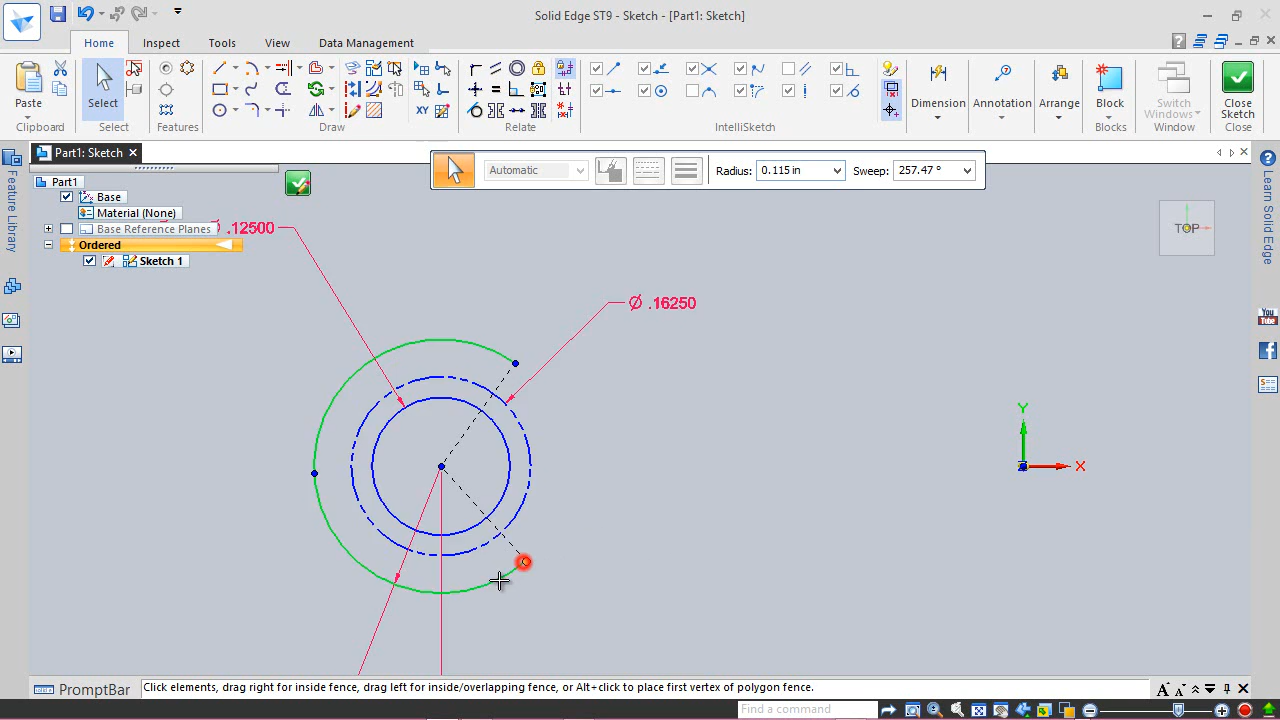 Solid Edge ST9 - Sketch - [Part1: Sketch]
Home Inspect Tools View Data Management
Paste Select Dimension Annotation Arrange Block Switch Windows Close Sketch
Clipboard Select Features Draw Relate IntelliSketch Blocks Window Close
Part1: Sketch
Automatic Radius: 0.115 in Sweep: 257.47 °
Part1
Base
Material (None)
Base Reference Planes
Ordered
Sketch 1
Feature Library
Learn Solid Edge
You Tube
TOP
Ø .12500
Ø .16250
Y
X
PromptBar
Click elements, drag right for inside fence, drag left for inside/overlapping fence, or Alt+click to place first vertex of polygon fence.
Find a command